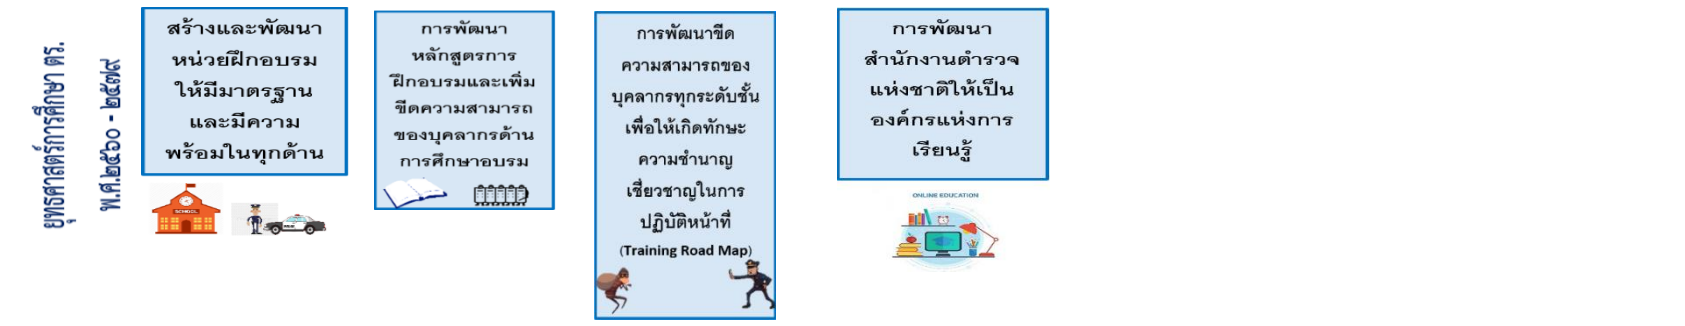 ยุทธศาสตร์การศึกษา ตร.
พ.ศ.๒๕๖๐ - ๒๕๗๙
สร้างและพัฒนา
หน่วยฝึกอบรม
ให้มีมาตรฐาน
และมีความ
พร้อมในทุกด้าน
SCHOOL
การพัฒนา
หลักสูตรการ
ฝึกอบรมและเพิ่ม
ขีดความสามารถ
ของบุคลากรด้าน
การศึกษาอบรม
การพัฒนาขีด
ความสามารถของ
บุคลากรทุกระดับชั้น
เพื่อให้เกิดทักษะ
ความชำนาญ
เชี่ยวชาญในการ
ปฏิบัติหน้าที่
(Training Road Map)
การพัฒนา
สำนักงานตำรวจ
แห่งชาติให้เป็น
องค์กรแห่งการ
เรียนรู้
ONLINE EDUCATION